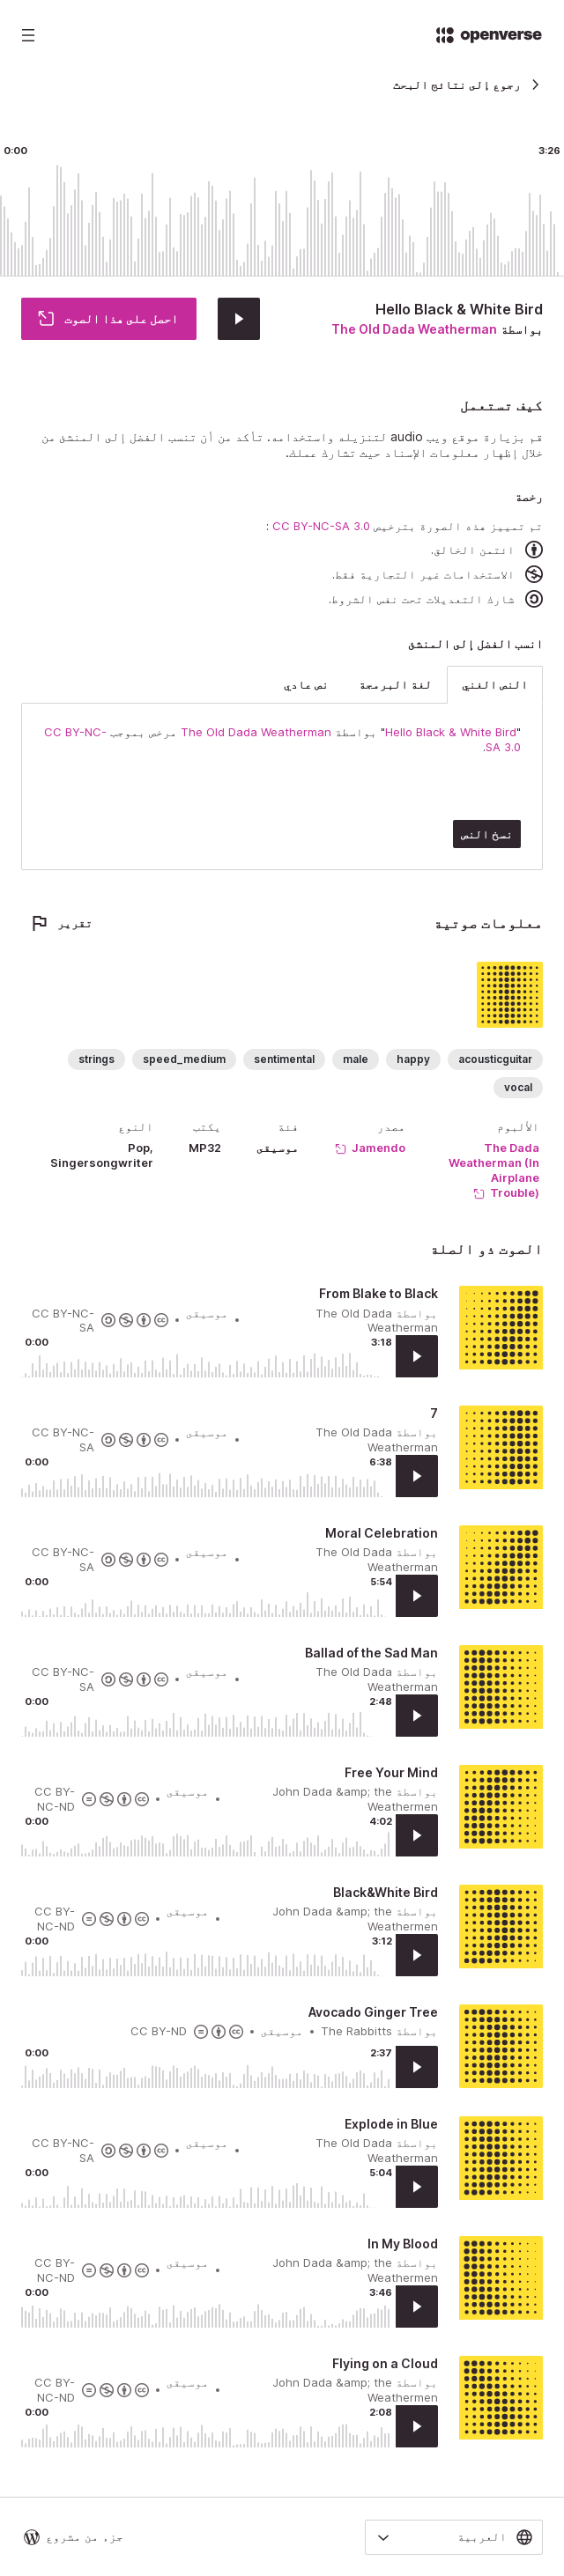 openverse
رجوع إلى نتائج البحث
0:00
3:26
Hello Black & White Bird
بواسطة The Old Dada Weatherman
احصل على هذا الصوت
كيف تستعمل
قم بزيارة موقع ويب audio لتنزيله واستخدامه. تأكد من أن تنسب الفضل إلى المنشئ من
خلال إظهار معلومات الإسناد حيث تشارك عملك.
رخصة
تم تمييز هذه الصورة بترخيص CC BY-NC-SA 3.0 :
ائتمن الخالق.
الاستخدامات غير التجارية فقط.
شارك التعديلات تحت نفس الشروط.
انسب الفضل إلى المنشئ
النص الغني
لغة البرمجة
نص عادي
"Hello Black & White Bird" بواسطة The Old Dada Weatherman مرخص بموجب CC BY-NC-
SA 3.0.
نسخ النص
معلومات صوتية
تقرير
acousticguitar
happy
male
sentimental
speed_medium
strings
vocal
الألبوم
The Dada
Weatherman (In
Airplane
Trouble)
مصدر
Jamendo
فئة
موسيقى
يكتب
MP32
النوع
Pop,
Singersongwriter
الصوت ذو الصلة
From Blake to Black
بواسطة The Old Dada
Weatherman
• موسيقى •
CC BY-NC-
SA
0:00
3:18
7
بواسطة The Old Dada
Weatherman
• موسيقى •
CC BY-NC-
SA
0:00
6:38
Moral Celebration
بواسطة The Old Dada
Weatherman
• موسيقى •
CC BY-NC-
SA
0:00
5:54
Ballad of the Sad Man
بواسطة The Old Dada
Weatherman
• موسيقى •
CC BY-NC-
SA
0:00
2:48
Free Your Mind
بواسطة John Dada &amp; the
Weathermen
• موسيقى •
CC BY-
NC-ND
0:00
4:02
Black&White Bird
بواسطة John Dada &amp; the
Weathermen
• موسيقى •
CC BY-
NC-ND
0:00
3:12
Avocado Ginger Tree
بواسطة The Rabbitts • موسيقى • CC BY-ND
0:00
2:37
Explode in Blue
بواسطة The Old Dada
Weatherman
• موسيقى •
CC BY-NC-
SA
0:00
5:04
In My Blood
بواسطة John Dada &amp; the
Weathermen
• موسيقى •
CC BY-
NC-ND
0:00
3:46
Flying on a Cloud
بواسطة John Dada &amp; the
Weathermen
• موسيقى •
CC BY-
NC-ND
0:00
2:08
العربية
جزء من مشروع